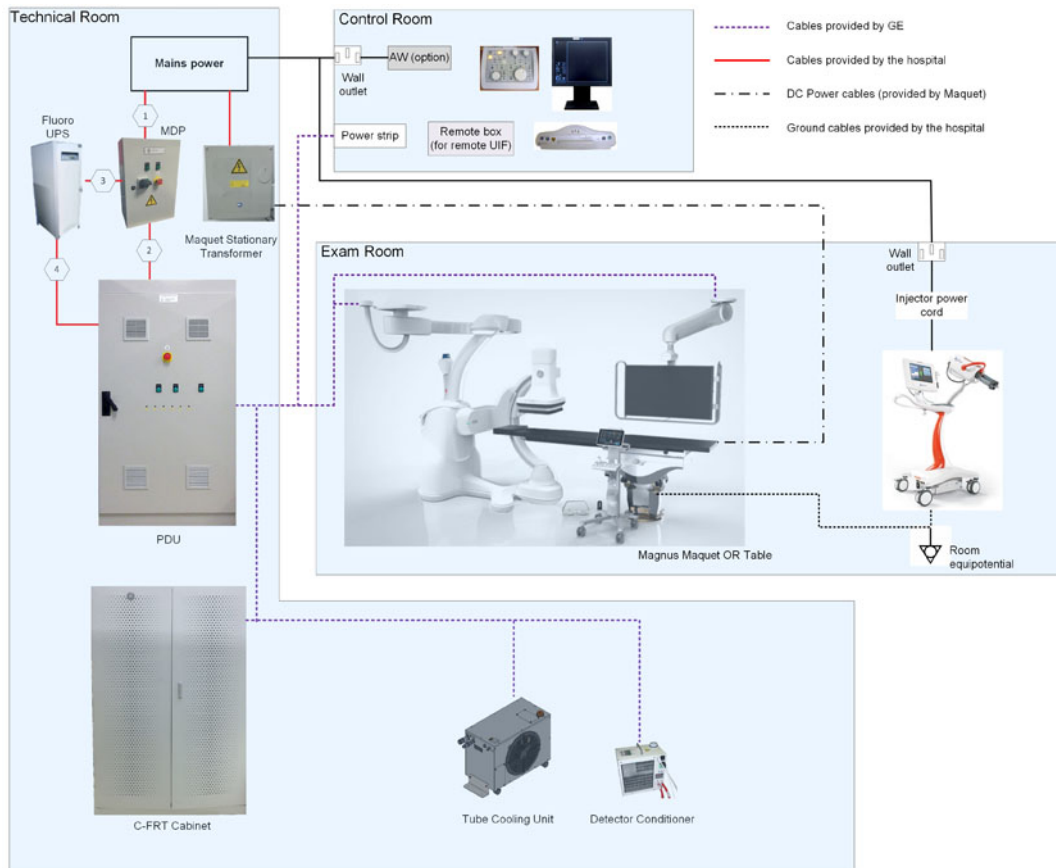 Technical Room
Control Room
Cables provided by GE
Cables provided by the hospital
DC Power cables (provided by Maquet)
Ground cables provided by the hospital
Mains power
Wall
outlet
AW (option)
Power strip
Remote box
(for remote UIF)
Fluoro
UPS
1
MDP
3
2
4
Maquet Stationary
Transformer
Exam Room
Wall
outlet
Injector power
cord
PDU
Magnus Maquet OR Table
Room
equipotential
C-FRT Cabinet
Tube Cooling Unit
Detector Conditioner